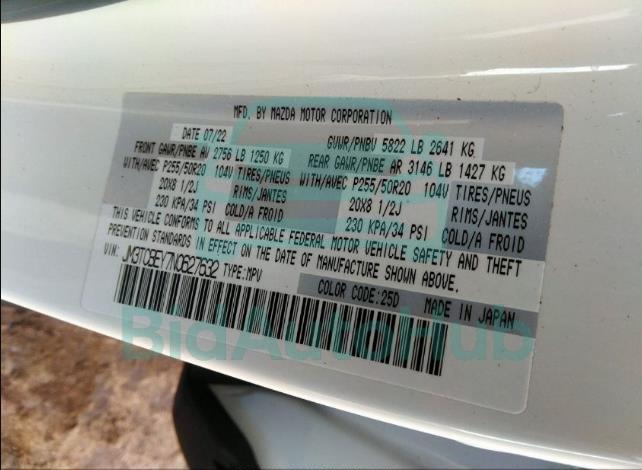 MFD. BY MAZDA MOTOR CORPORATION
DATE 07/22 GVWR/PNBV 5822 LB 2641 KG
FRONT GAWR/PNBE AV 2756 LB 1250 KG REAR GAWR/PNBE AR 3146 LB 1427 KG
WITH/AVEC P255/50R20 104V TIRES/PNEUS WITH/AVEC P255/50R20 104V TIRES/PNEUS
20X8 1/2J RIMS/JANTES 20X8 1/2J RIMS/JANTES
230 KPA/34 PSI COLD/A FROID 230 KPA/34 PSI COLD/A FROID
THIS VEHICLE CONFORMS TO ALL APPLICABLE FEDERAL MOTOR VEHICLE SAFETY AND THEFT
PREVENTION STANDARDS IN EFFECT ON THE DATE OF MANUFACTURE SHOWN ABOVE.
VIN: JM3TCBEY7N0627632 TYPE:MPV
COLOR CODE:25D MADE IN JAPAN
BidAutoHub